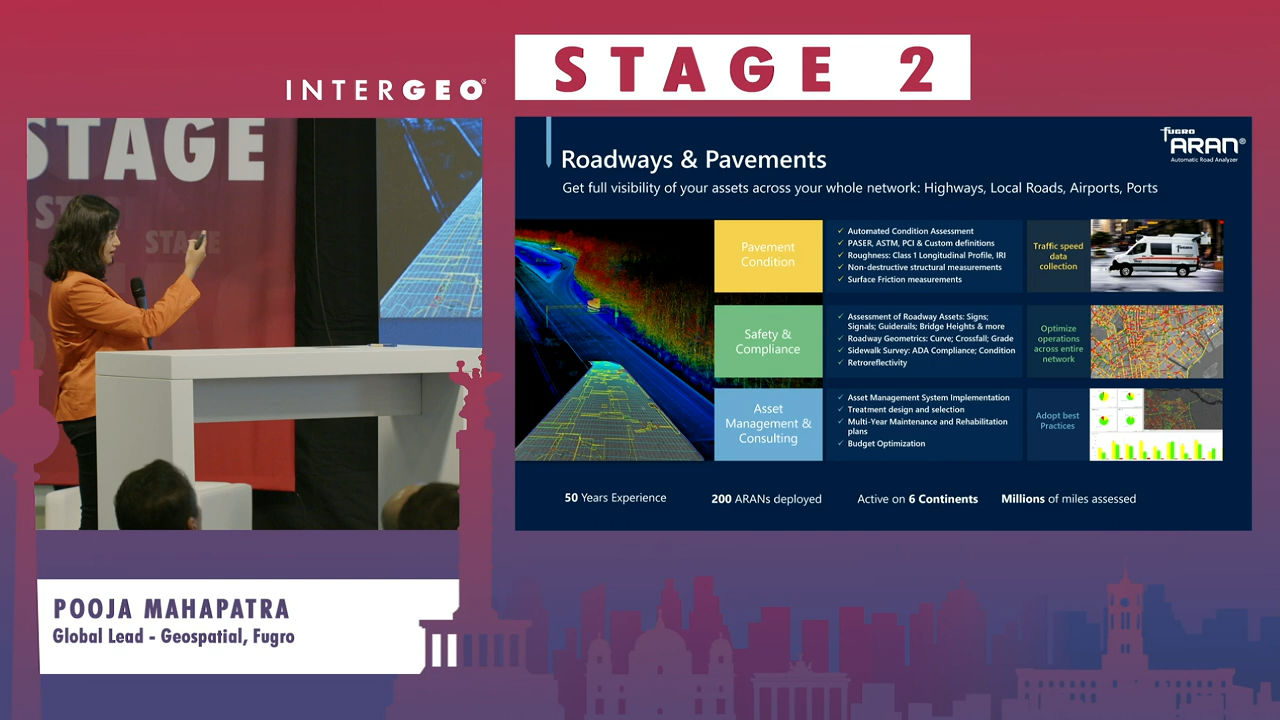 INTERGEO®
STAGE 2
STAGE
STAGE
STAGE
FUGRO
ARAN®
Automatic Road Analyzer
Roadways & Pavements
Get full visibility of your assets across your whole network: Highways, Local Roads, Airports, Ports
Pavement
Condition
✓ Automated Condition Assessment
✓ PASER, ASTM, PCI & Custom definitions
✓ Roughness: Class 1 Longitudinal Profile, IRI
✓ Non-destructive structural measurements
✓ Surface Friction measurements
Traffic speed
data
collection
Safety &
Compliance
✓ Assessment of Roadway Assets: Signs;
Signals; Guiderails; Bridge Heights & more
✓ Roadway Geometrics: Curve; Crossfall; Grade
✓ Sidewalk Survey: ADA Compliance; Condition
✓ Retroreflectivity
Optimize
operations
across entire
network
Asset
Management &
Consulting
✓ Asset Management System Implementation
✓ Treatment design and selection
✓ Multi-Year Maintenance and Rehabilitation
plans
✓ Budget Optimization
Adopt best
Practices
50 Years Experience
200 ARANs deployed
Active on 6 Continents
Millions of miles assessed
POOJA MAHAPATRA
Global Lead - Geospatial, Fugro